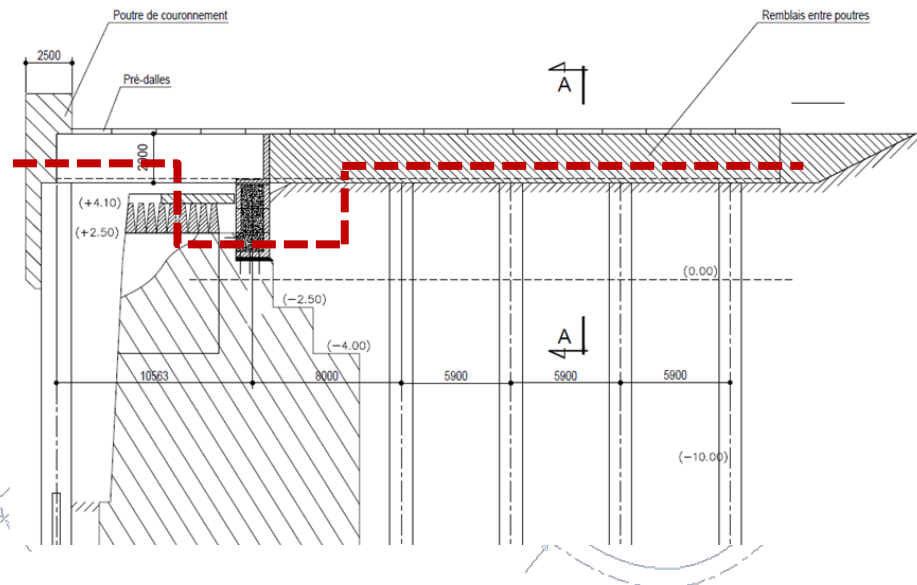 Poutre de couronnement
Remblais entre poutres
2500
Pré-dalles
A
(+4.10)
(+2.50)
(0.00)
(-2.50)
A
(-4.00)
10563
8000
5900
5900
5900
(-10.00)